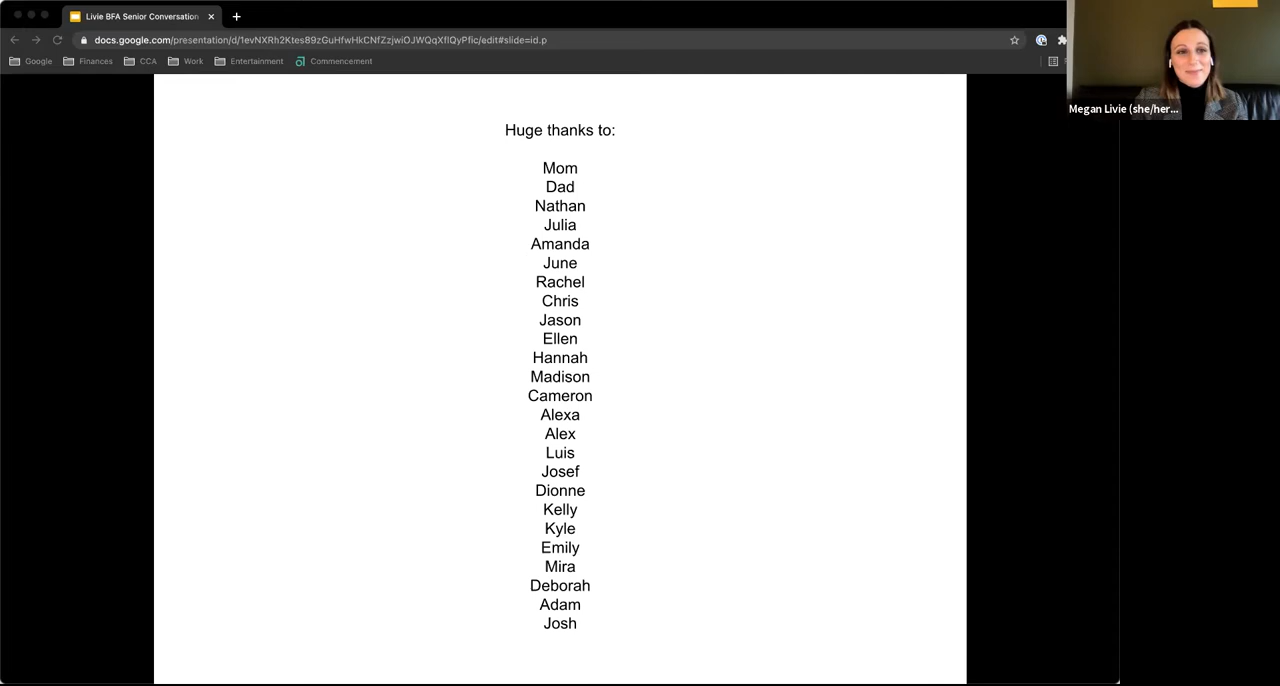 Livie BFA Senior Conversation
docs.google.com/presentation/d/1evNXRh2Ktes89zGuHfwHkCNfZzjwiOJWQqXflQyPfic/edit#slide=id.p
Google Finances CCA Work Entertainment Commencement
Megan Livie (she/her...
Huge thanks to:
Mom
Dad
Nathan
Julia
Amanda
June
Rachel
Chris
Jason
Ellen
Hannah
Madison
Cameron
Alexa
Alex
Luis
Josef
Dionne
Kelly
Kyle
Emily
Mira
Deborah
Adam
Josh